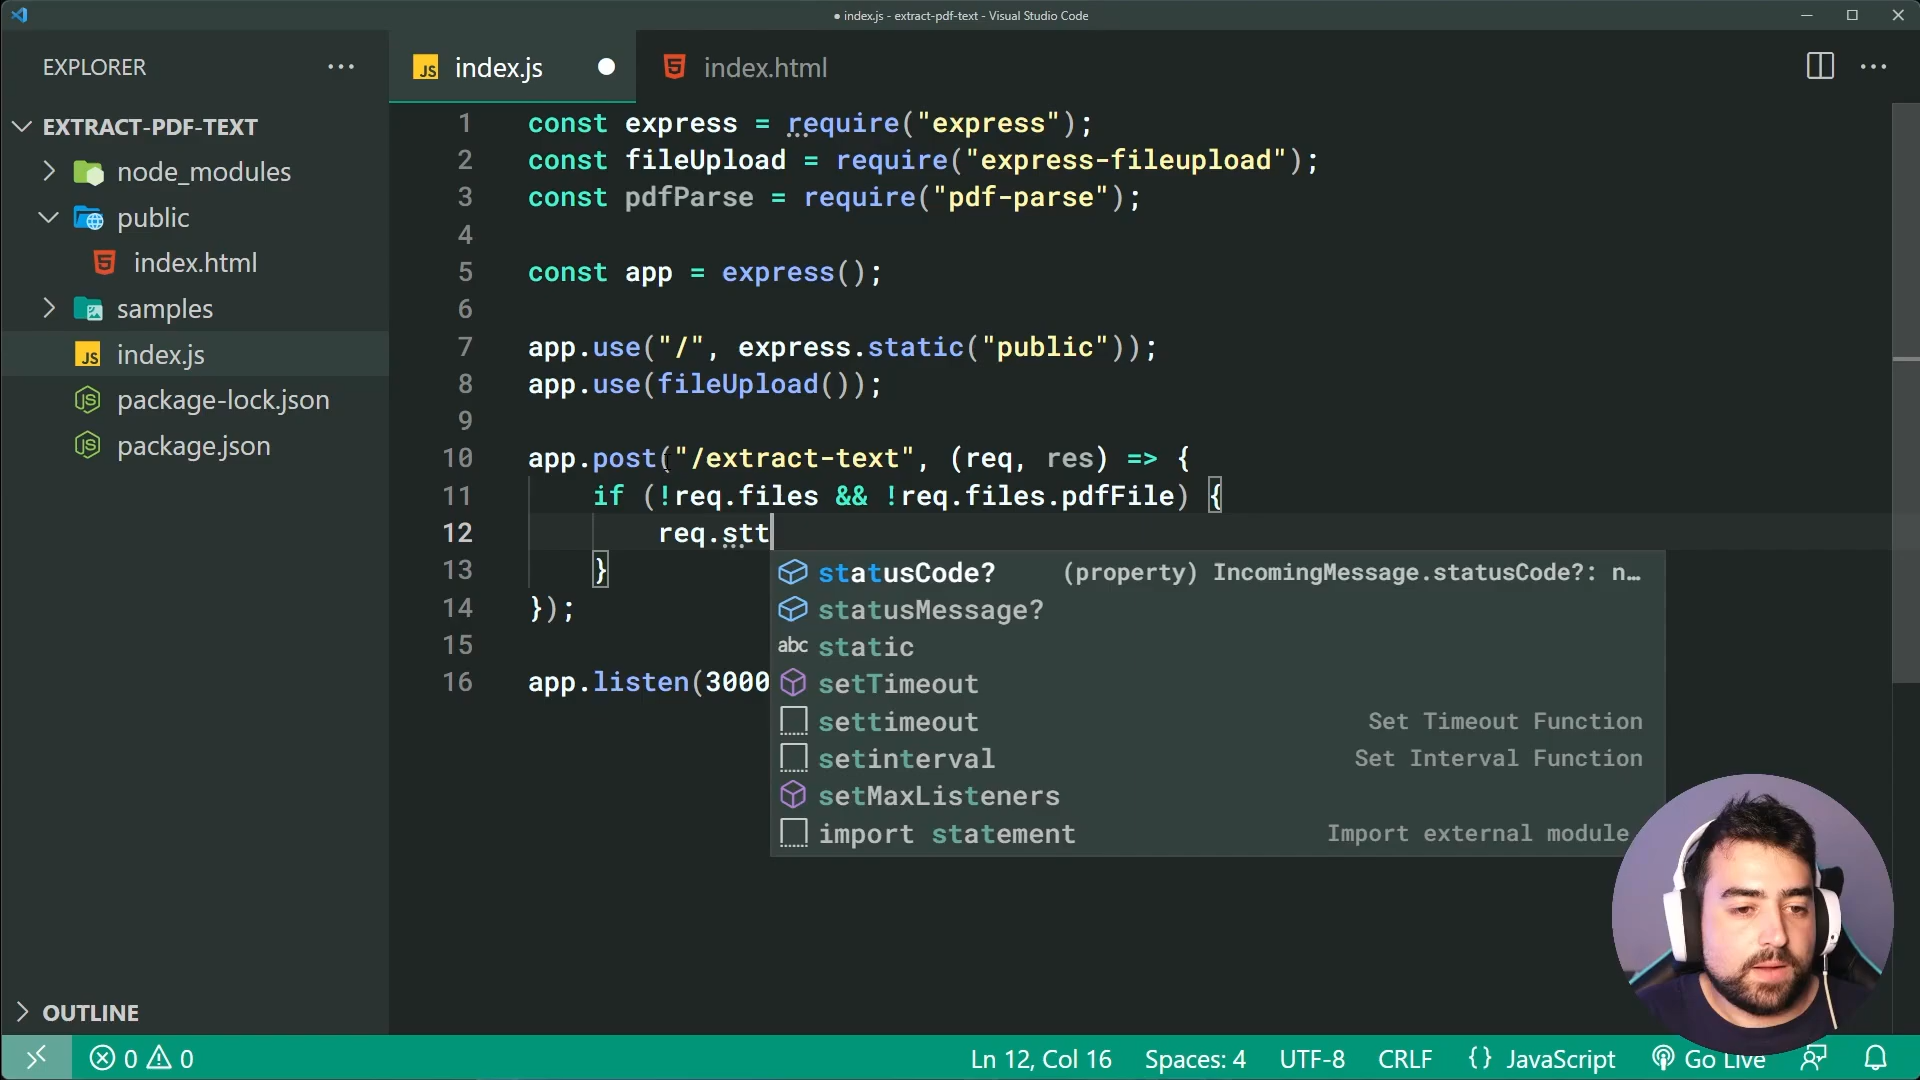 index.js - extract-pdf-text - Visual Studio Code
EXPLORER
index.js
index.html
EXTRACT-PDF-TEXT
node_modules
public
index.html
samples
index.js
package-lock.json
package.json
OUTLINE
1 const express = require("express");
2 const fileUpload = require("express-fileupload");
3 const pdfParse = require("pdf-parse");
4
5 const app = express();
6
7 app.use("/", express.static("public"));
8 app.use(fileUpload());
9
10 app.post("/extract-text", (req, res) => {
11 if (!req.files && !req.files.pdfFile) {
12 req.stt
13 }
14 });
15
16 app.listen(3000
statusCode? (property) IncomingMessage.statusCode?: n…
statusMessage?
abc static
setTimeout
settimeout Set Timeout Function
setinterval Set Interval Function
setMaxListeners
import statement Import external module
0 0
Ln 12, Col 16 Spaces: 4 UTF-8 CRLF {} JavaScript Go Live